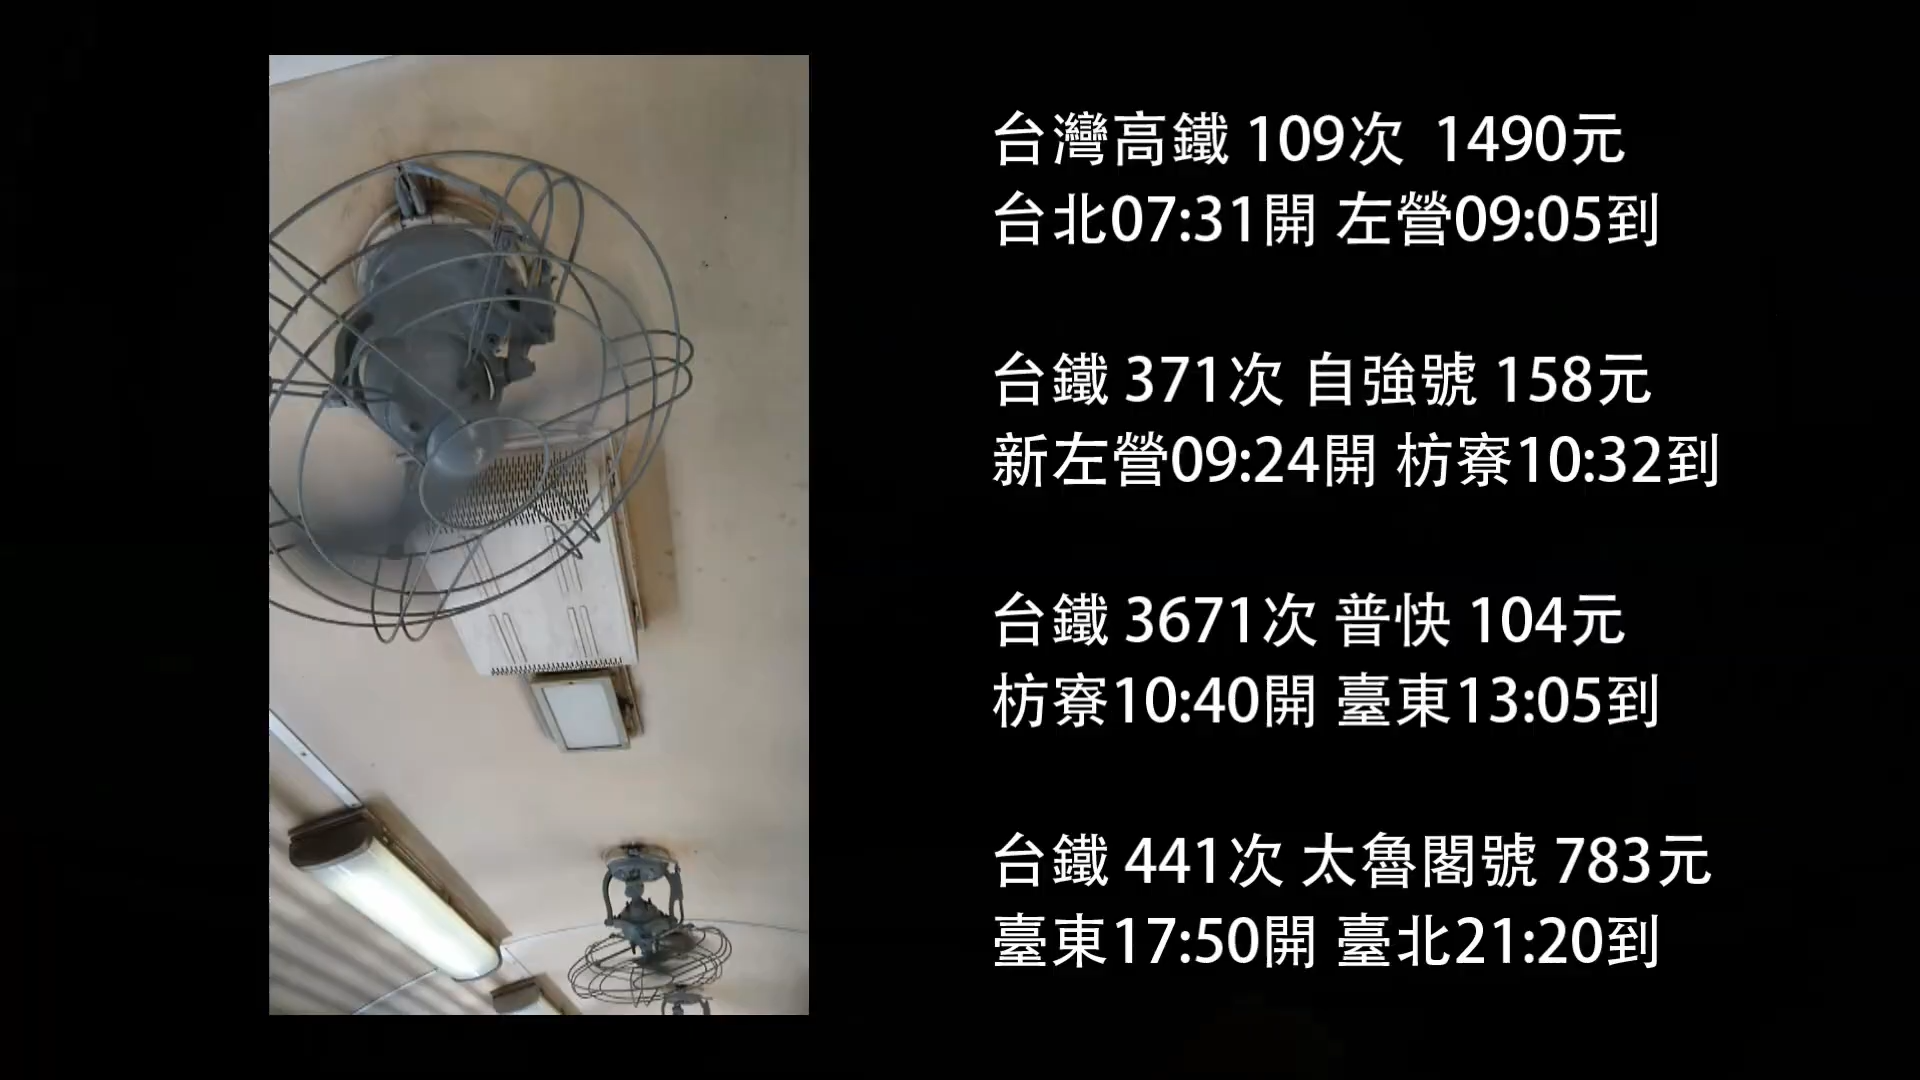 台灣高鐵 109次 1490元
台北07:31開 左營09:05到
台鐵 371次 自強號 158元
新左營09:24開 枋寮10:32到
台鐵 3671次 普快 104元
枋寮10:40開 臺東13:05到
台鐵 441次 太魯閣號 783元
臺東17:50開 臺北21:20到